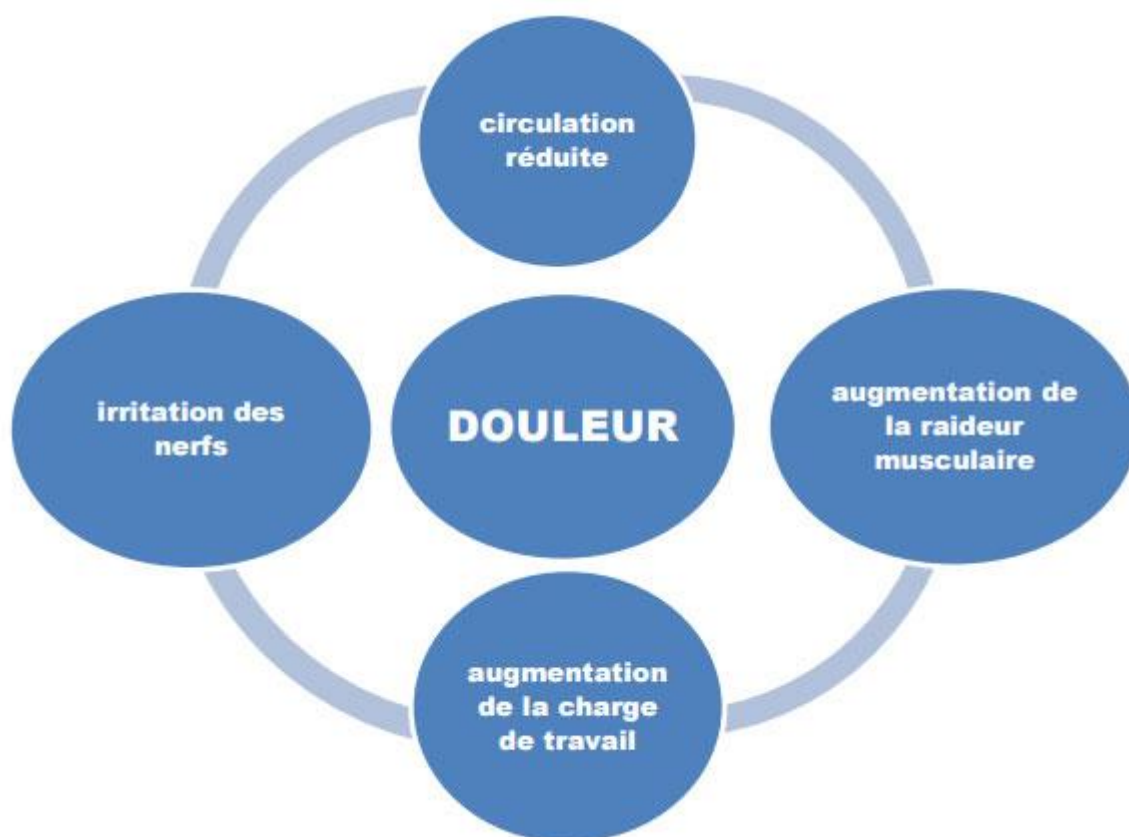 circulation
réduite
irritation des
nerfs
DOULEUR
augmentation de
la raideur
musculaire
augmentation
de la charge
de travail